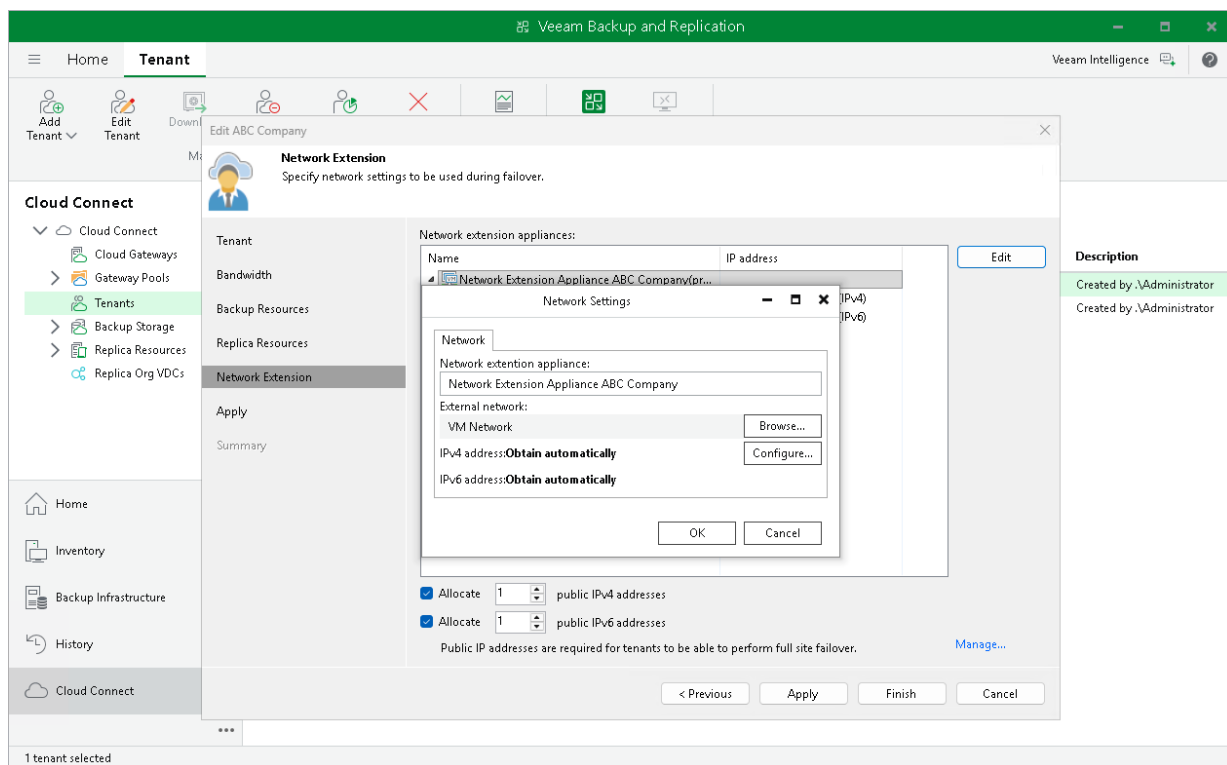 Veeam Backup and Replication
Home Tenant Veeam Intelligence
Add Tenant
Edit Tenant
Edit ABC Company
Network Extension
Specify network settings to be used during failover.
Cloud Connect
Cloud Connect
Cloud Gateways
Gateway Pools
Tenants
Backup Storage
Replica Resources
Replica Org VDCs
Home
Inventory
Backup Infrastructure
History
Cloud Connect
1 tenant selected
Tenant
Bandwidth
Backup Resources
Replica Resources
Network Extension
Apply
Summary
Network extension appliances:
Name IP address
Network Extension Appliance ABC Company(pr...
(IPv4)
(IPv6)
Edit
Network Settings
Network
Network extention appliance:
Network Extension Appliance ABC Company
External network:
VM Network Browse...
IPv4 address:Obtain automatically Configure...
IPv6 address:Obtain automatically
OK Cancel
Allocate 1 public IPv4 addresses
Allocate 1 public IPv6 addresses
Public IP addresses are required for tenants to be able to perform full site failover. Manage...
< Previous Apply Finish Cancel
Description
Created by .\Administrator
Created by .\Administrator